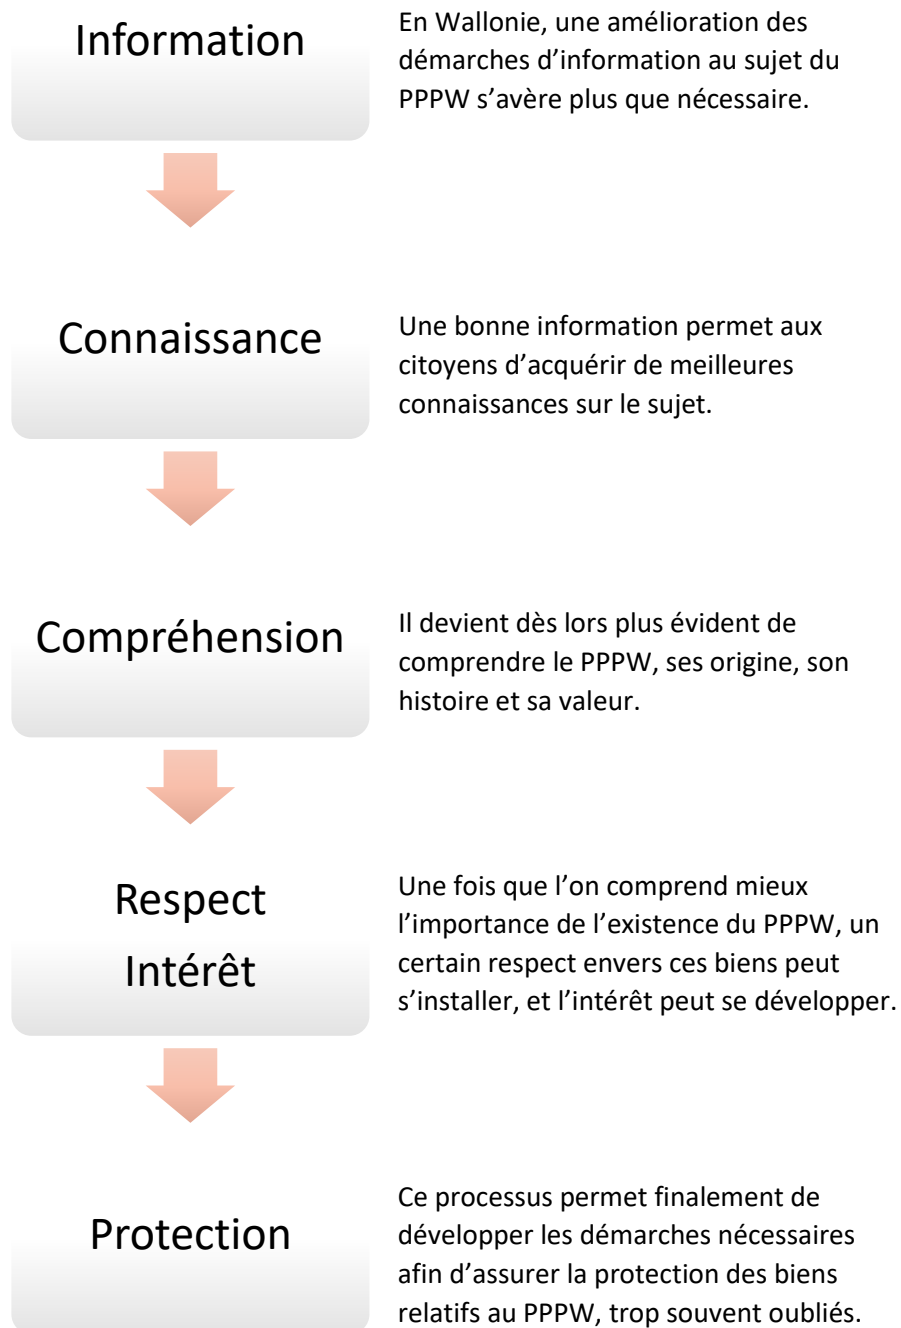 Information
En Wallonie, une amélioration des
démarches d’information au sujet du
PPPW s’avère plus que nécessaire.
Connaissance
Une bonne information permet aux
citoyens d’acquérir de meilleures
connaissances sur le sujet.
Compréhension
Il devient dès lors plus évident de
comprendre le PPPW, ses origine, son
histoire et sa valeur.
Respect
Intérêt
Une fois que l’on comprend mieux
l’importance de l’existence du PPPW, un
certain respect envers ces biens peut
s’installer, et l’intérêt peut se développer.
Protection
Ce processus permet finalement de
développer les démarches nécessaires
afin d’assurer la protection des biens
relatifs au PPPW, trop souvent oubliés.